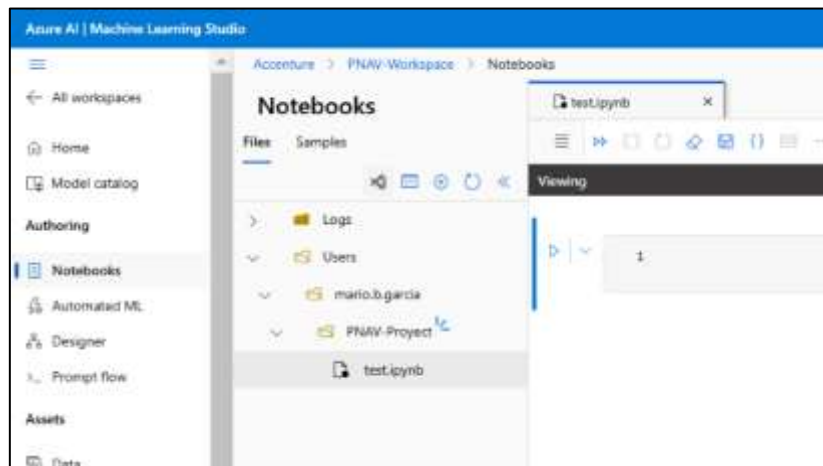 Azure AI | Machine Learning Studio
All workspaces
Home
Model catalog
Authoring
Notebooks
Automated ML
Designer
Prompt flow
Assets
Data
Accenture > PNAV-Workspace > Notebooks
Notebooks
Files Samples
Logs
Users
mario.b.garcia
PNAV-Proyect
test.ipynb
test.ipynb
Viewing
1